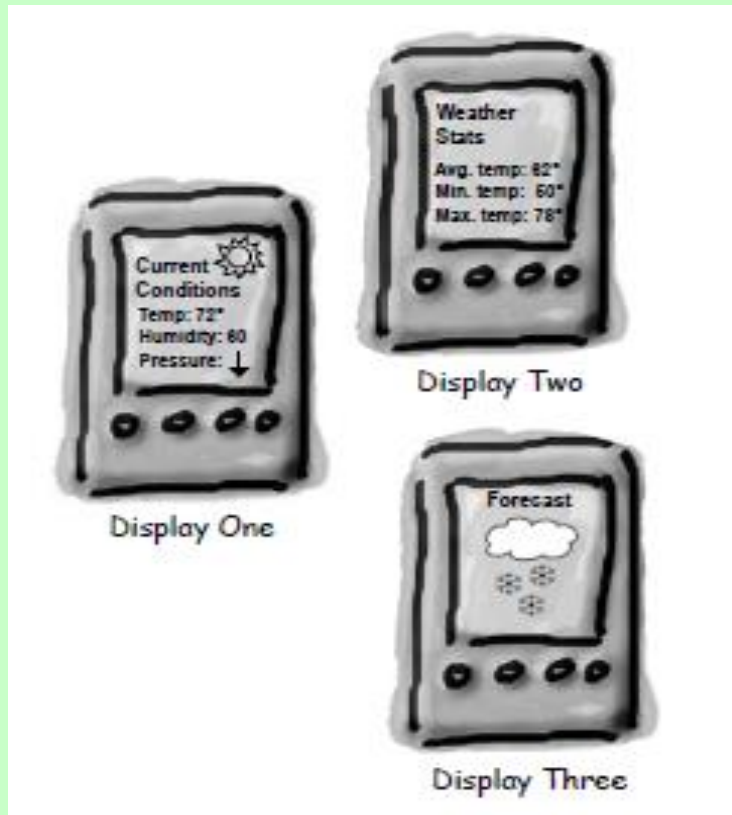 Current
Conditions
Temp: 72°
Humidity: 60
Pressure:
Display One
Weather
Stats
Avg. temp: 62°
Min. temp: 50°
Max. temp: 78°
Display Two
Forecast
Display Three